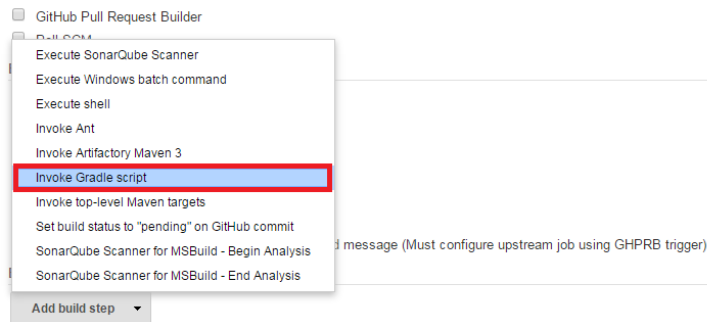 GitHub Pull Request Builder
Poll SCM
Execute SonarQube Scanner
Execute Windows batch command
Execute shell
Invoke Ant
Invoke Artifactory Maven 3
Invoke Gradle script
Invoke top-level Maven targets
Set build status to "pending" on GitHub commit
message (Must configure upstream job using GHPRB trigger)
SonarQube Scanner for MSBuild - Begin Analysis
SonarQube Scanner for MSBuild - End Analysis
Add build step